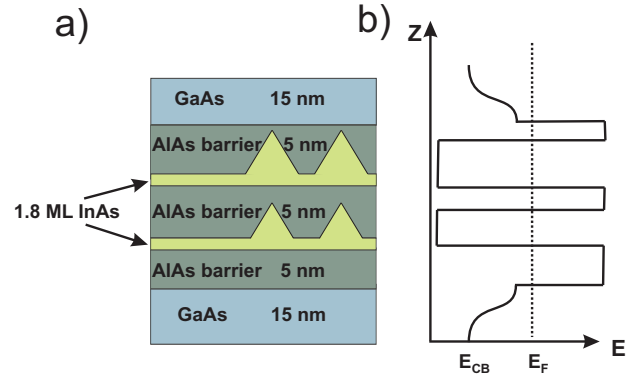 a)
GaAs 15 nm
AlAs barrier 5 nm
1.8 ML InAs
AlAs barrier 5 nm
AlAs barrier 5 nm
GaAs 15 nm
b)
Z
E
E_CB E_F